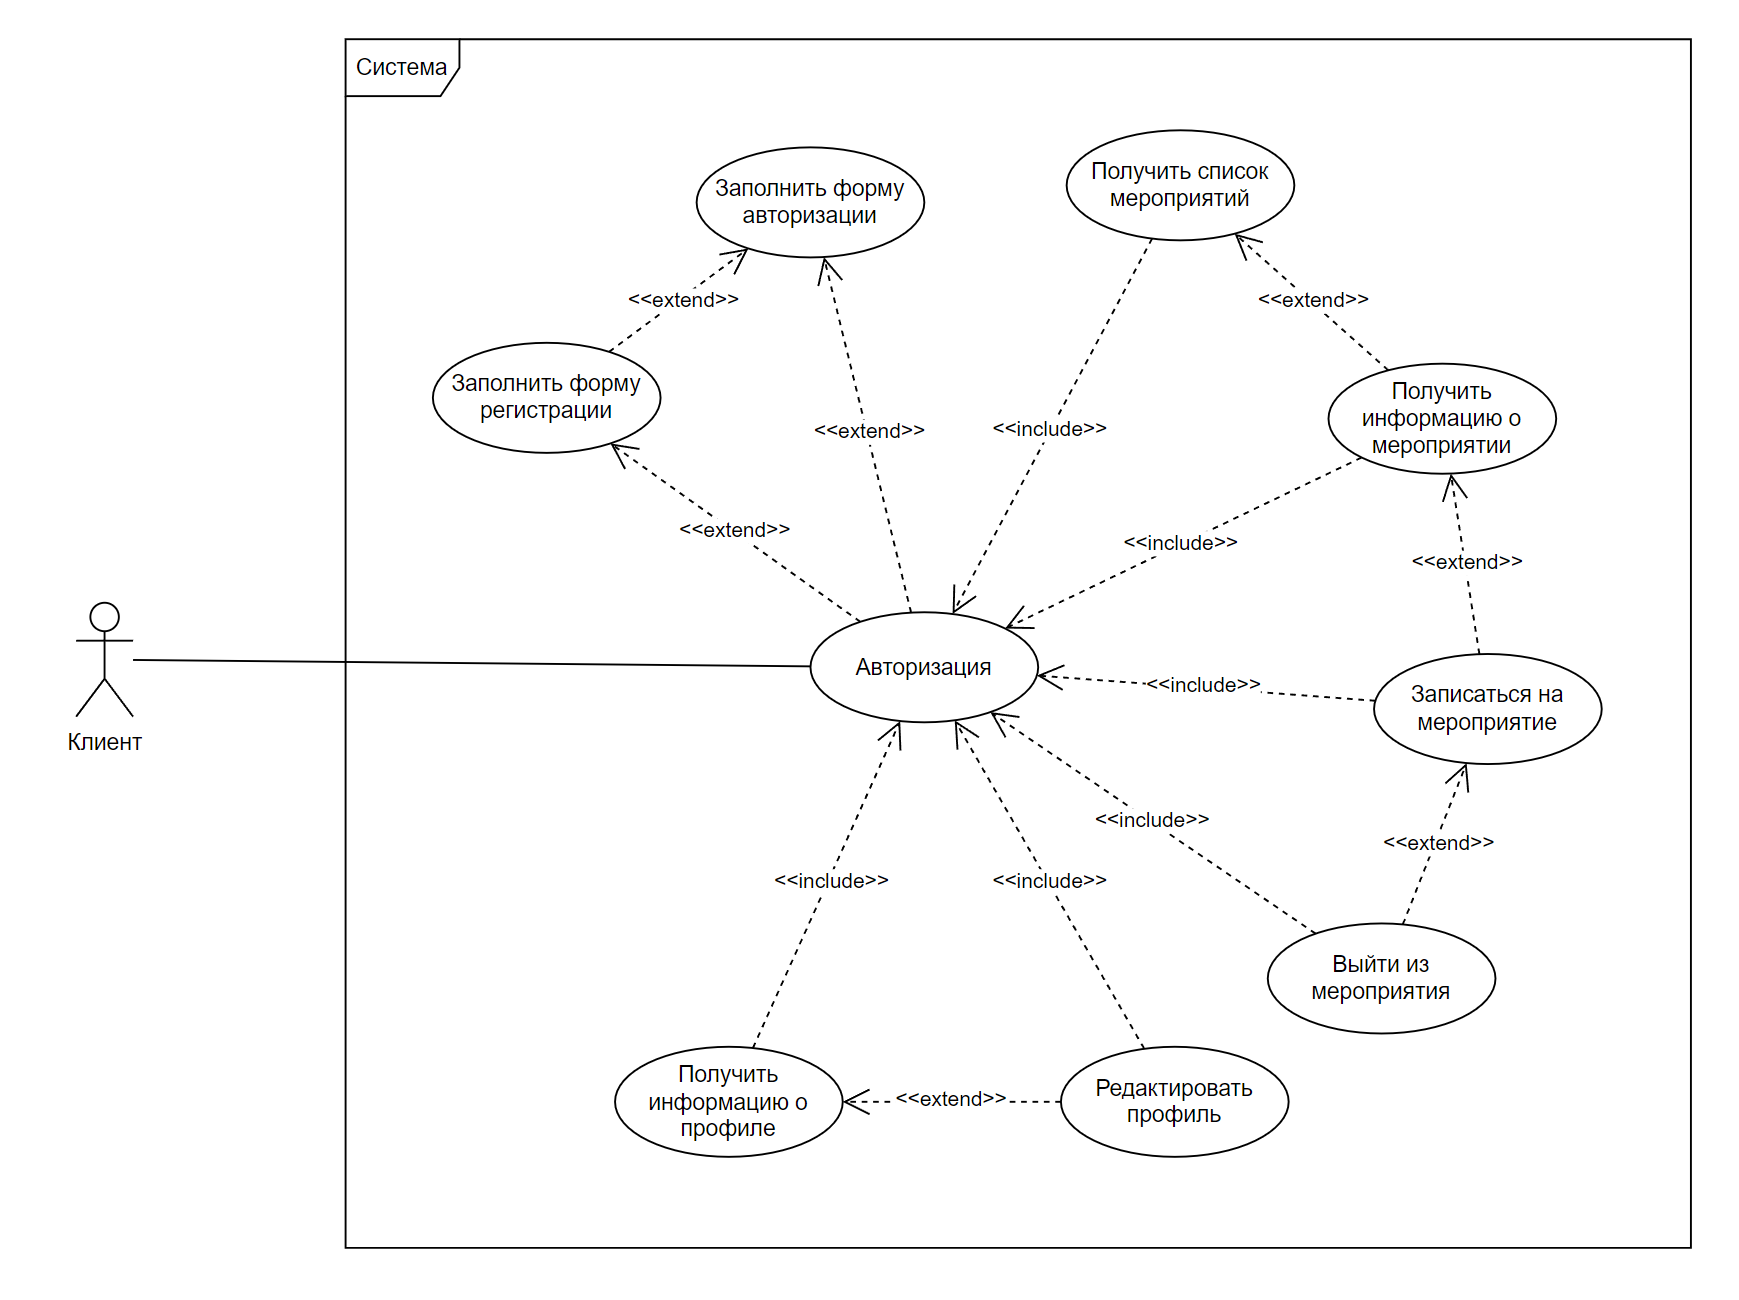 Система
Получить список
мероприятий
Заполнить форму
авторизации
<<extend>>
<<extend>>
Заполнить форму
регистрации
Получить
информацию о
мероприятии
<<extend>>
<<include>>
<<extend>>
<<include>>
<<extend>>
Авторизация
<<include>>
Записаться на
мероприятие
Клиент
<<include>>
<<extend>>
<<include>>
<<include>>
Выйти из
мероприятия
Получить
информацию о
профиле
<<extend>>
Редактировать
профиль